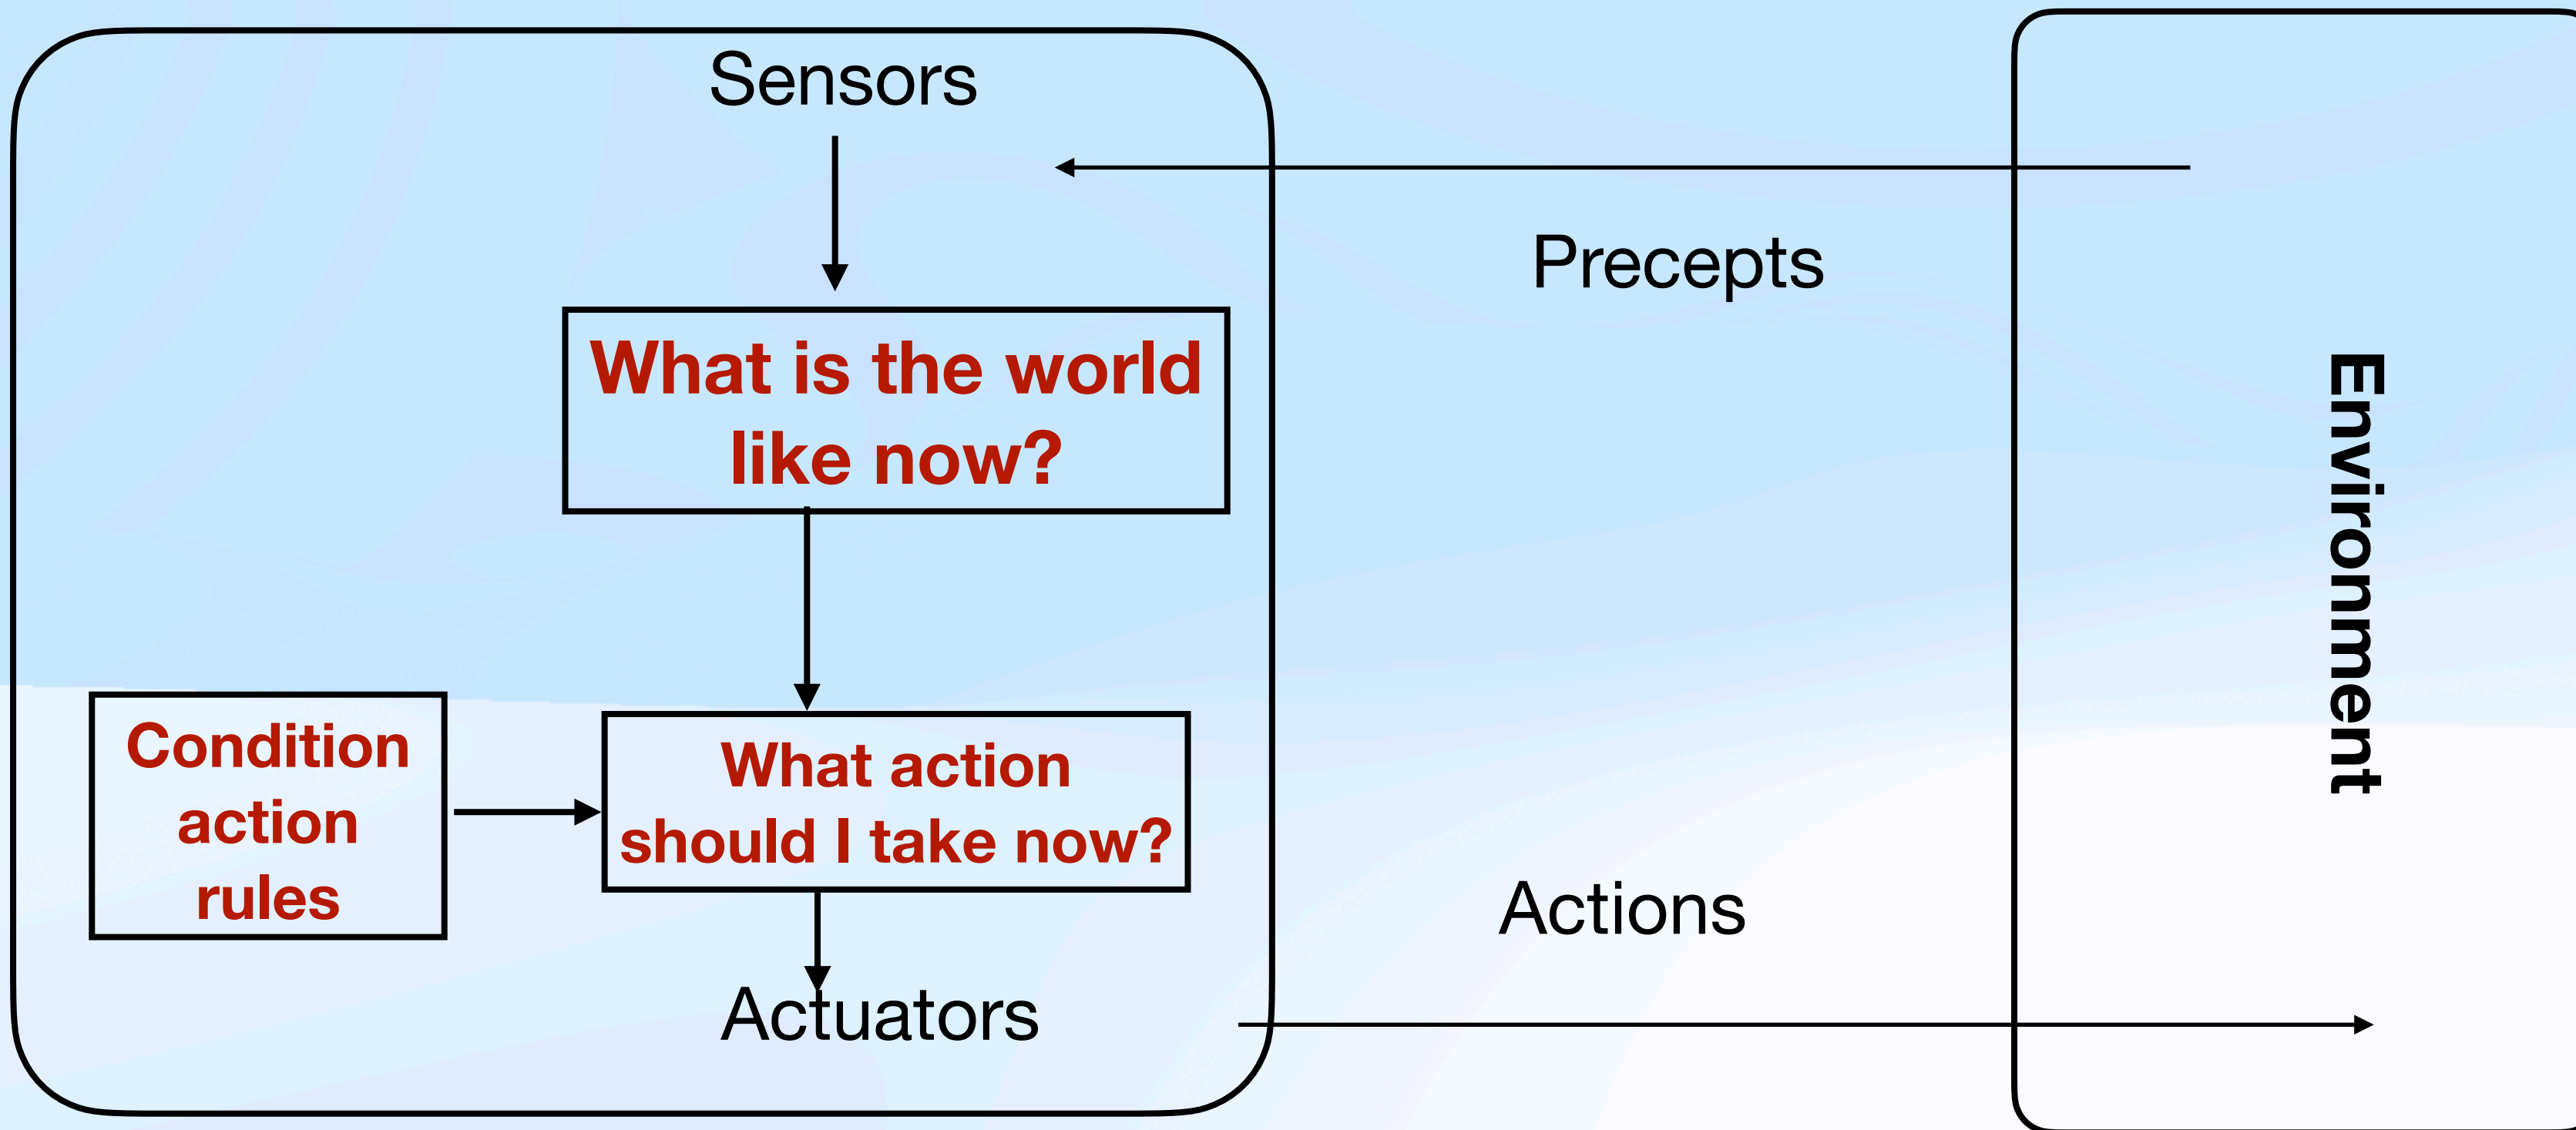 Sensors
Precepts
What is the world
like now?
Environment
Condition
action
rules
What action
should I take now?
Actions
Actuators